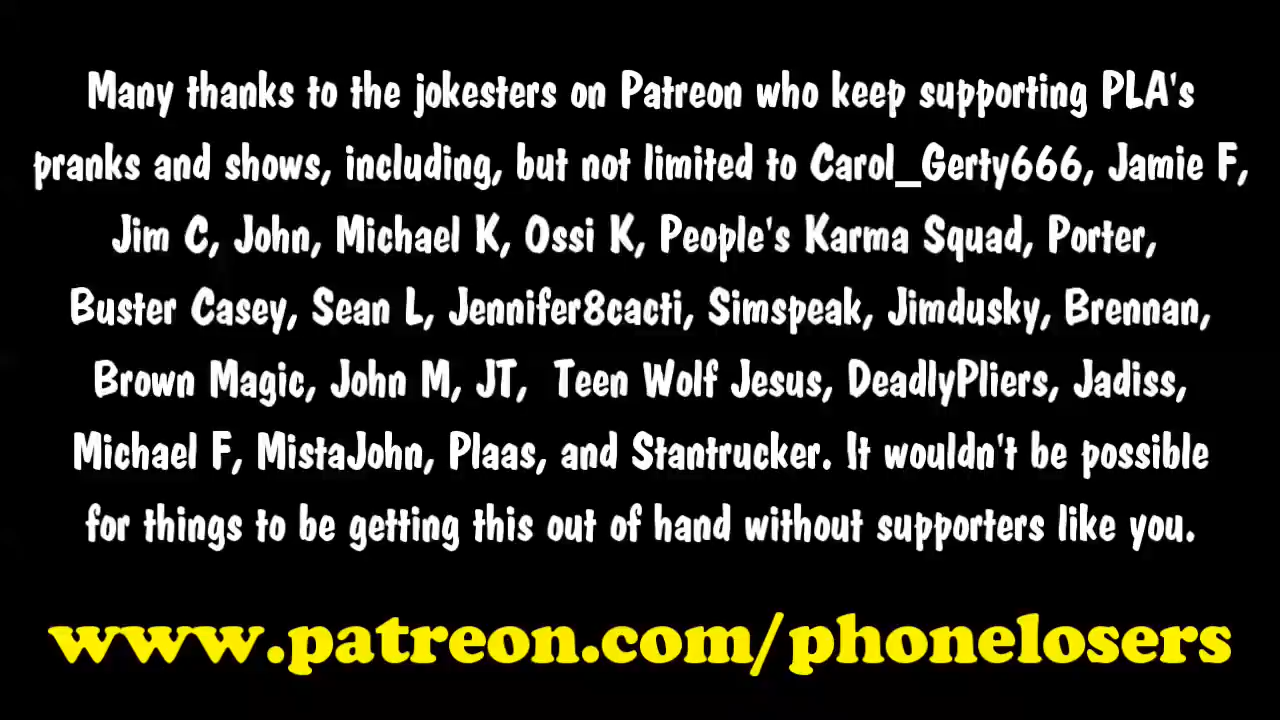 Many thanks to the jokesters on Patreon who keep supporting PLA's
pranks and shows, including, but not limited to Carol_Gerty666, Jamie F,
Jim C, John, Michael K, Ossi K, People's Karma Squad, Porter,
Buster Casey, Sean L, Jennifer8cacti, Simspeak, Jimdusky, Brennan,
Brown Magic, John M, JT,  Teen Wolf Jesus, DeadlyPliers, Jadiss,
Michael F, MistaJohn, Plaas, and Stantrucker. It wouldn't be possible
for things to be getting this out of hand without supporters like you.
www.patreon.com/phonelosers